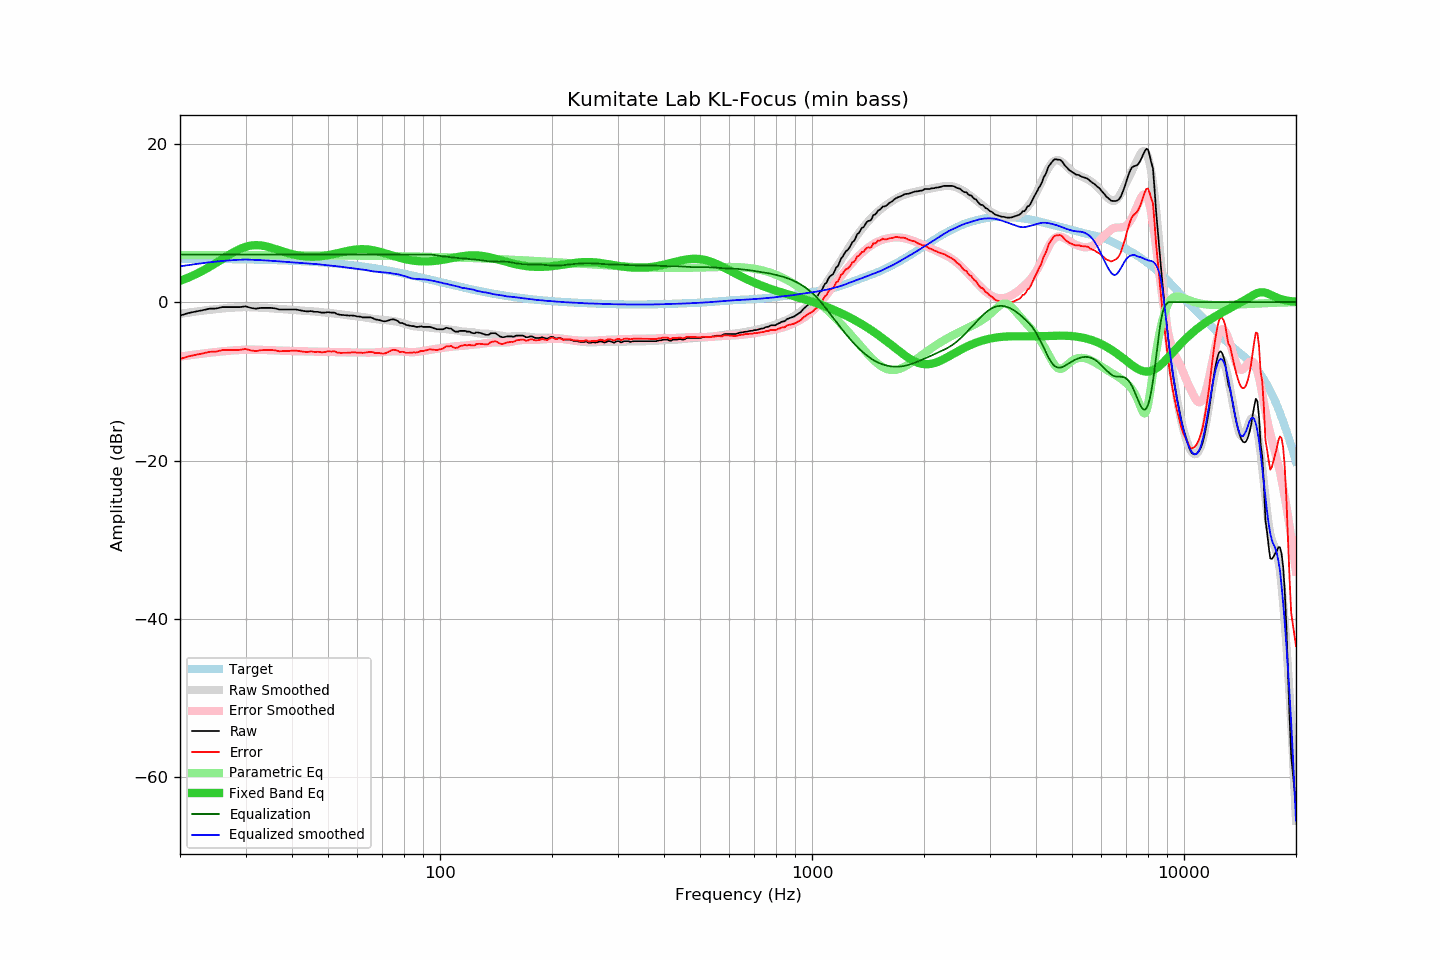 Kumitate Lab KL-Focus (min bass)
20
0
−20
−40
−60
Amplitude (dBr)
Target
Raw Smoothed
Error Smoothed
Raw
Error
Parametric Eq
Fixed Band Eq
Equalization
Equalized smoothed
100
1000
10000
Frequency (Hz)